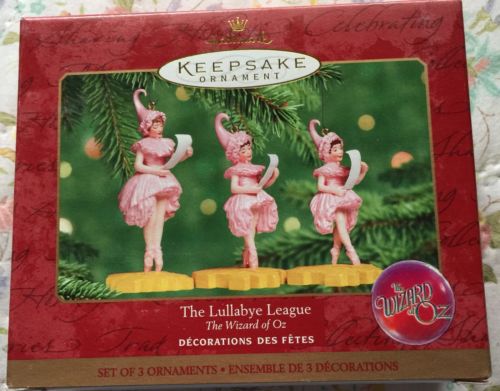 Hallmark
KEEPSAKE
ORNAMENT
The Lullabye League
The Wizard of Oz
DÉCORATIONS DES FÊTES
SET OF 3 ORNAMENTS • ENSEMBLE DE 3 DÉCORATIONS
THE
WIZARD
of OZ
Celebrating